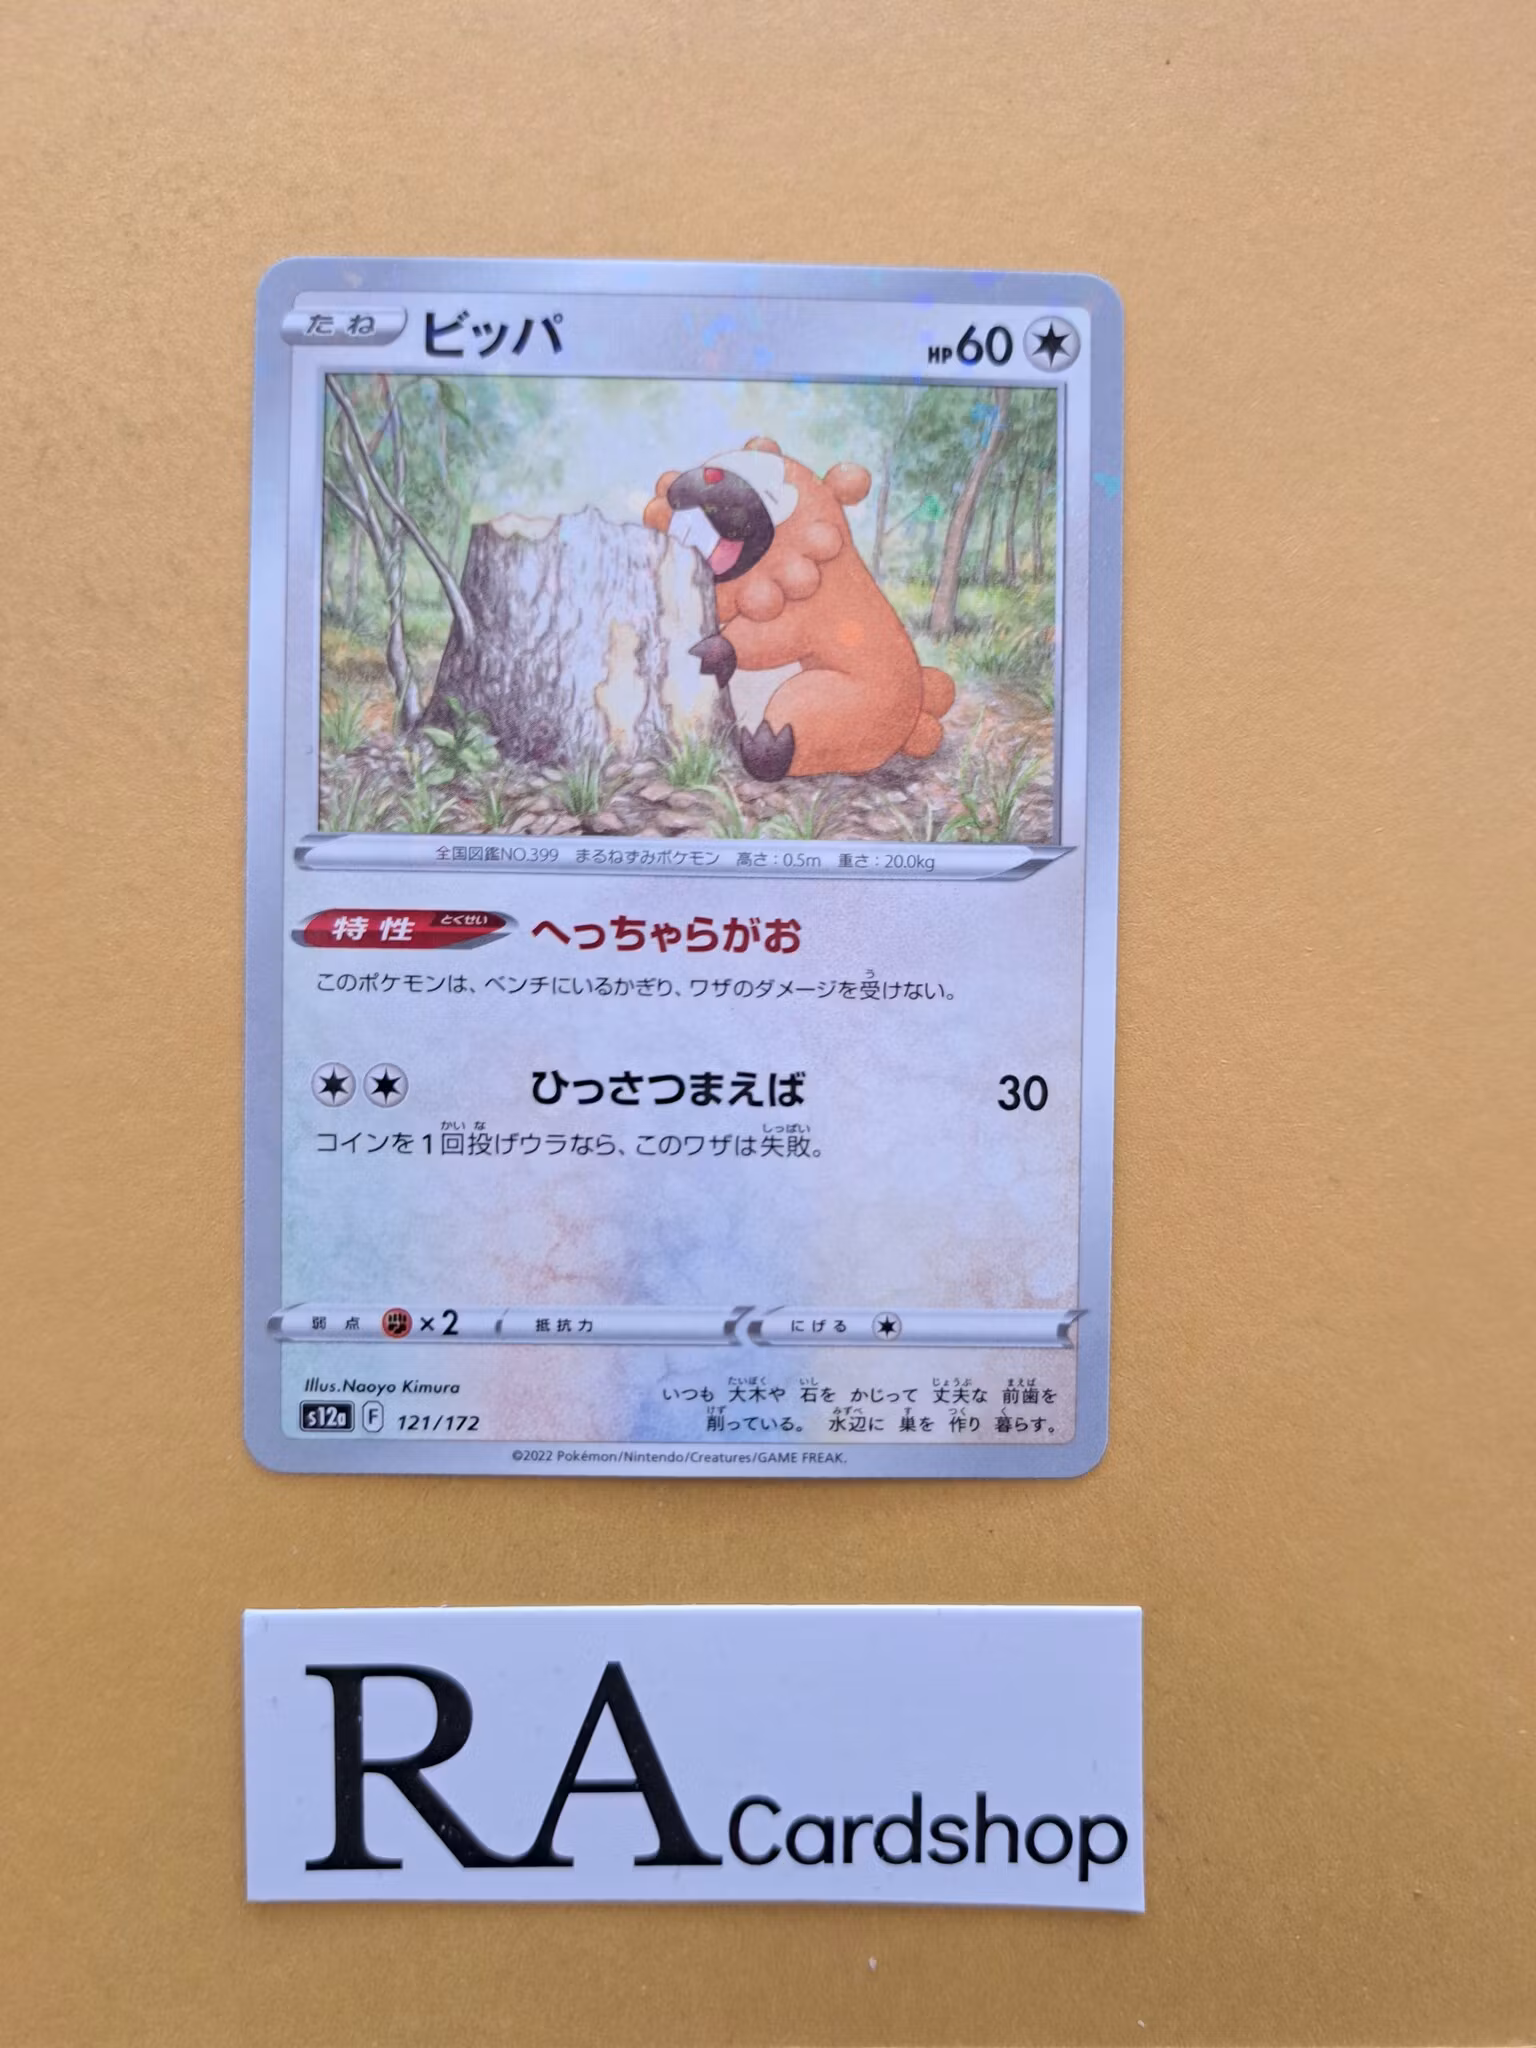 たね ビッパ HP60
全国図鑑NO.399 まるねずみポケモン 高さ:0.5m 重さ:20.0kg
特性 とくせい へっちゃらがお
このポケモンは、ベンチにいるかぎり、ワザのダメージを受けない。
ひっさつまえば 30
コインを1回投げウラなら、このワザは失敗。
弱点 ×2 抵抗力 にげる
Illus.Naoyo Kimura
いつも 大木や 石を かじって 丈夫な 前歯を
削っている。 水辺に 巣を 作り 暮らす。
s12a F 121/172
©2022 Pokémon/Nintendo/Creatures/GAME FREAK.
RA Cardshop